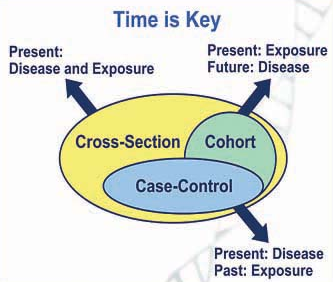 Time is Key
Present:
Disease and Exposure
Present: Exposure
Future: Disease
Cross-Section
Cohort
Case-Control
Present: Disease
Past: Exposure